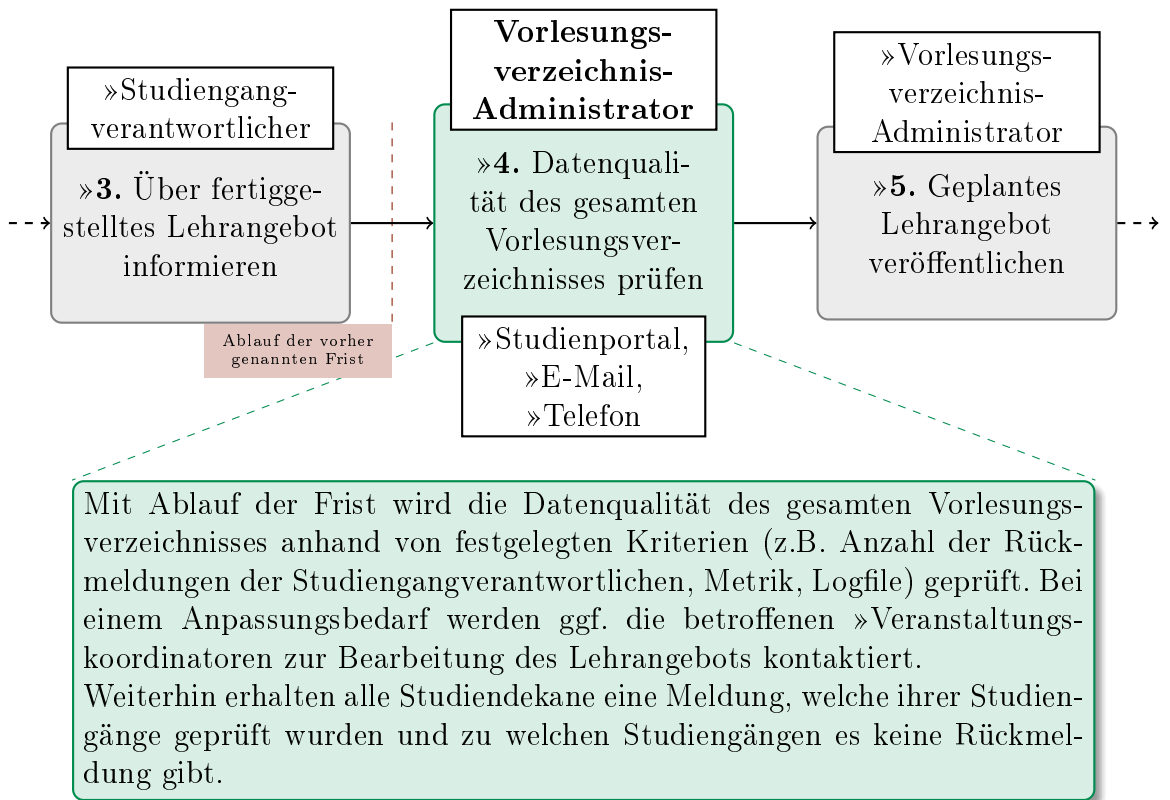 »Studiengang-
verantwortlicher
»3. Über fertigge-
stelltes Lehrangebot
informieren
Ablauf der vorher
genannten Frist
Vorlesungs-
verzeichnis-
Administrator
»4. Datenquali-
tät des gesamten
Vorlesungsver-
zeichnisses prüfen
»Studienportal,
»E-Mail,
»Telefon
»Vorlesungs-
verzeichnis-
Administrator
»5. Geplantes
Lehrangebot
veröffentlichen
Mit Ablauf der Frist wird die Datenqualität des gesamten Vorlesungs-
verzeichnisses anhand von festgelegten Kriterien (z.B. Anzahl der Rück-
meldungen der Studiengangverantwortlichen, Metrik, Logfile) geprüft. Bei
einem Anpassungsbedarf werden ggf. die betroffenen »Veranstaltungs-
koordinatoren zur Bearbeitung des Lehrangebots kontaktiert.
Weiterhin erhalten alle Studiendekane eine Meldung, welche ihrer Studien-
gänge geprüft wurden und zu welchen Studiengängen es keine Rückmel-
dung gibt.